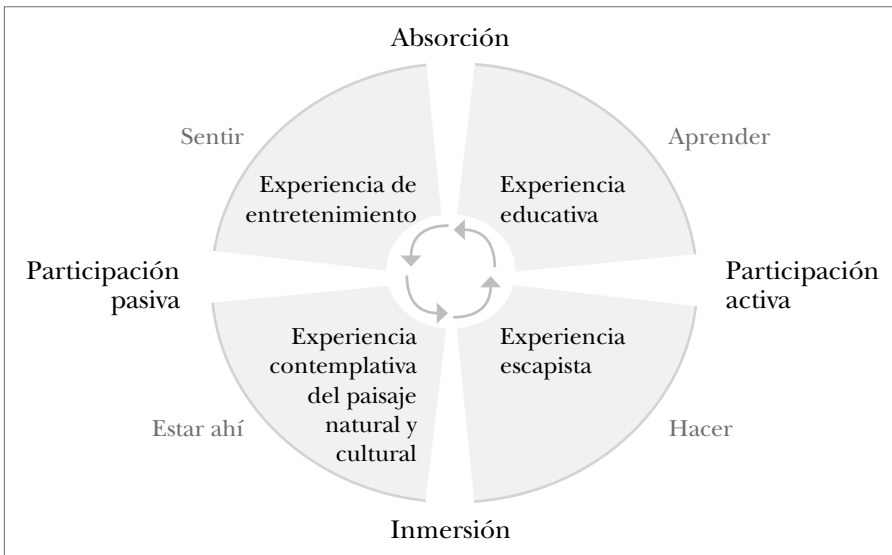 Absorción
Sentir
Aprender
Experiencia de
entretenimiento
Experiencia
educativa
Participación
pasiva
Participación
activa
Experiencia
contemplativa
del paisaje
natural y
cultural
Experiencia
escapista
Estar ahí
Hacer
Inmersión